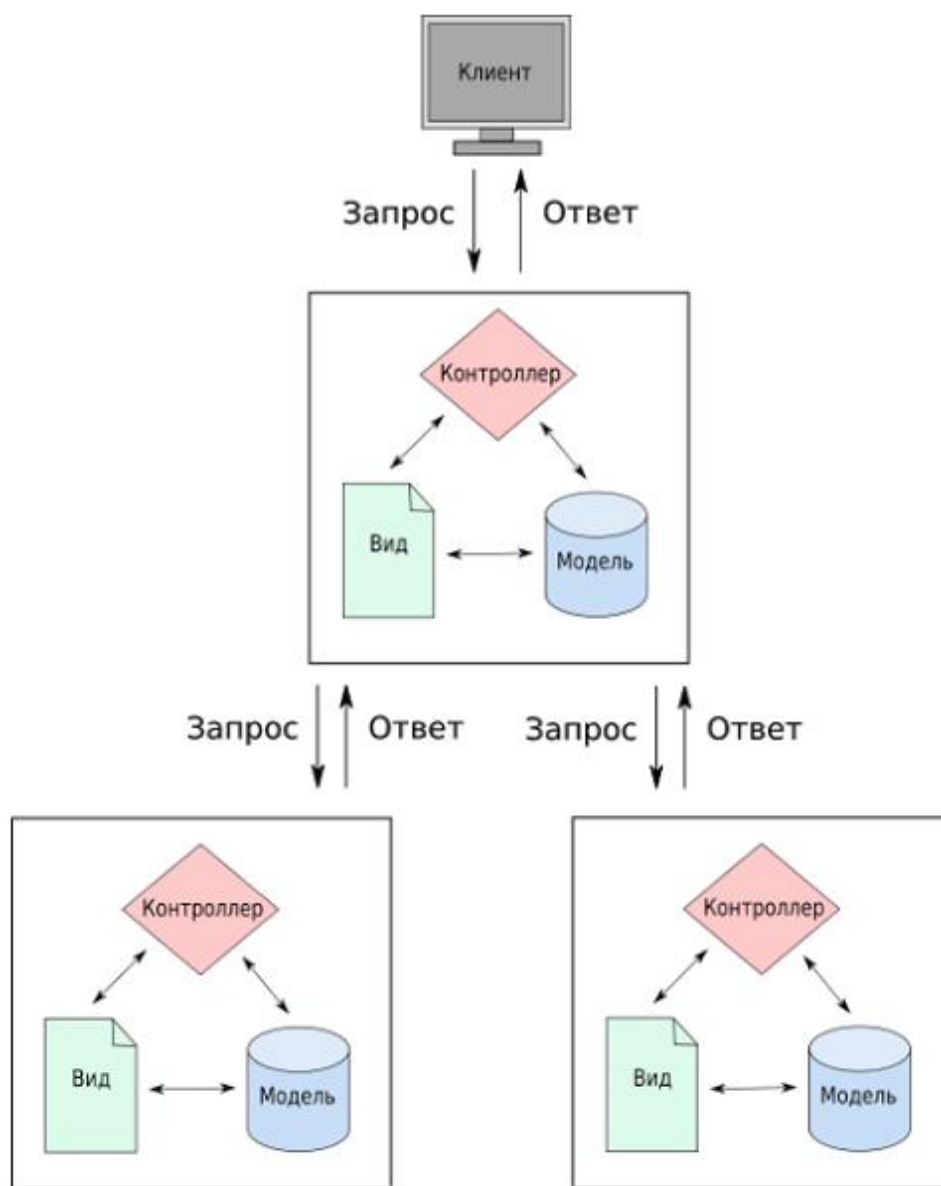 Клиент
Запрос
Ответ
Контроллер
Вид
Модель
Запрос
Ответ
Запрос
Ответ
Контроллер
Вид
Модель
Контроллер
Вид
Модель